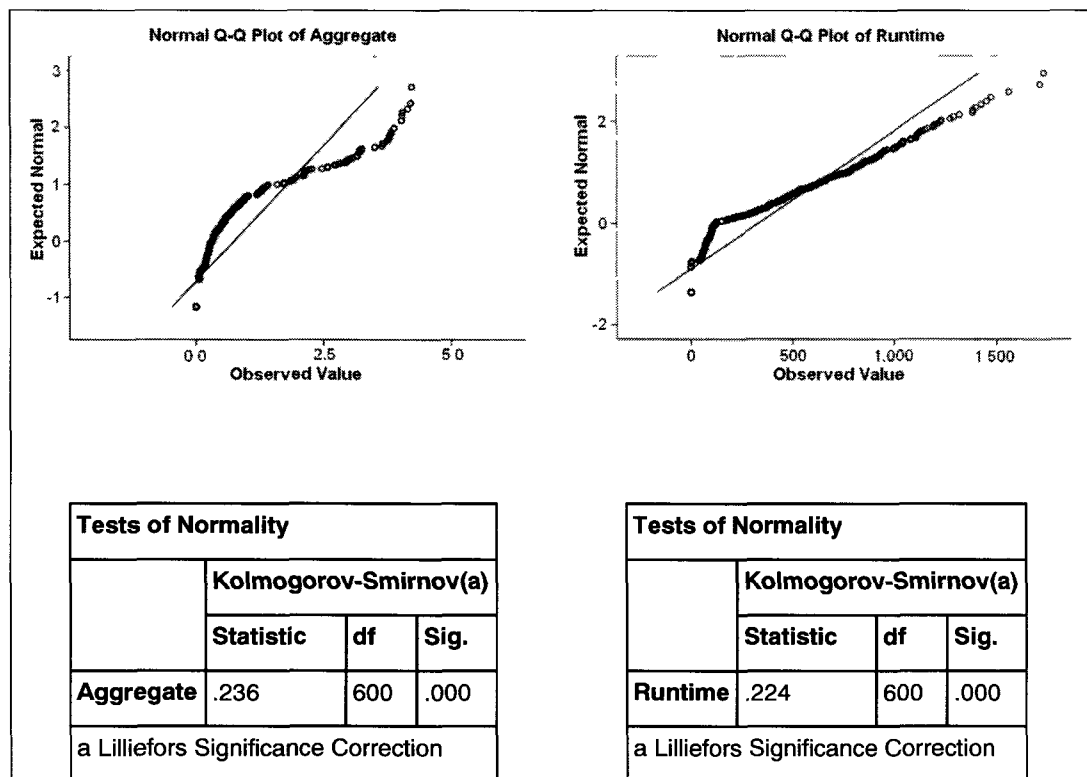 Normal Q-Q Plot of Aggregate
3
2
1
0
-1
Expected Normal
0 0
2.5
5 0
Observed Value
Normal Q-Q Plot of Runtime
2
0
-2
Expected Normal
0
500
1.000
1 500
Observed Value
Tests of Normality
Kolmogorov-Smirnov(a)
Statistic df Sig.
Aggregate .236 600 .000
a Lilliefors Significance Correction
Tests of Normality
Kolmogorov-Smirnov(a)
Statistic df Sig.
Runtime .224 600 .000
a Lilliefors Significance Correction